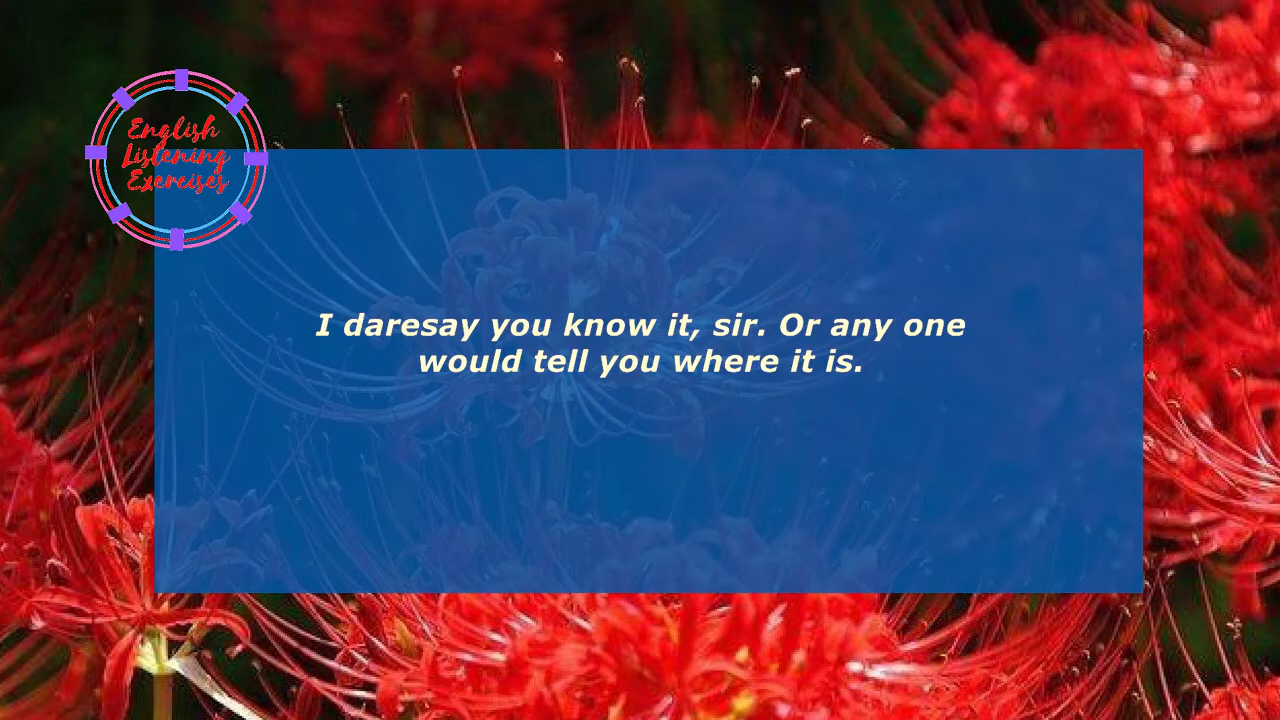 English
Listening
Exercises
I daresay you know it, sir. Or any one
would tell you where it is.